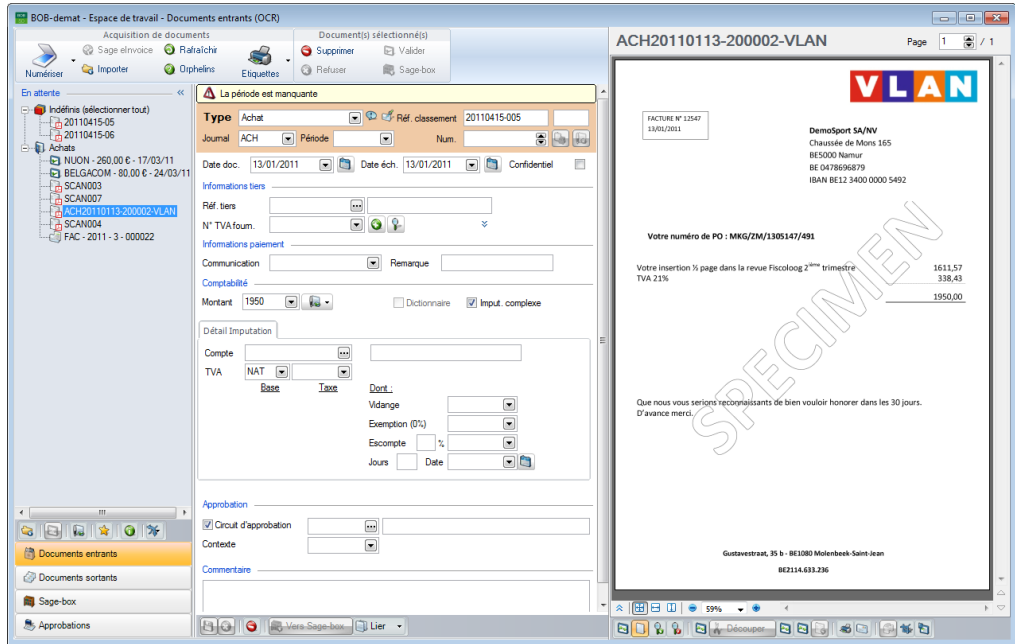 BOB-demat - Espace de travail - Documents entrants (OCR)
Acquisition de documents
Document(s) sélectionné(s)
Numériser
Sage eInvoice
Rafraîchir
Importer
Orphelins
Etiquettes
Supprimer
Valider
Refuser
Sage-box
En attente
Indéfinis (sélectionner tout)
20110415-05
20110415-06
Achats
NUON - 260,00 € - 17/03/11
BELGACOM - 80,00 € - 24/03/11
SCAN003
SCAN007
ACH20110113-200002-VLAN
SCAN004
FAC - 2011 - 3 - 000022
Documents entrants
Documents sortants
Sage-box
Approbations
La période est manquante
Type Achat Réf. classement 20110415-005
Journal ACH Période Num.
Date doc. 13/01/2011 Date éch. 13/01/2011 Confidentiel
Informations tiers
Réf. tiers
N° TVA fourn.
Informations paiement
Communication Remarque
Comptabilité
Montant 1950 Dictionnaire Imput. complexe
Détail Imputation
Compte
TVA NAT
Base Taxe Dont :
Vidange
Exemption (0%)
Escompte %
Jours Date
Approbation
Circuit d'approbation
Contexte
Commentaire
Vers Sage-box Lier
ACH20110113-200002-VLAN Page 1 / 1
VLAN
FACTURE N° 12547
13/01/2011
DemoSport SA/NV
Chaussée de Mons 165
BE5000 Namur
BE 0478696879
IBAN BE12 3400 0000 5492
Votre numéro de PO : MKG/ZM/1305147/491
Votre insertion ½ page dans la revue Fiscoloog 2ième trimestre 1611,57
TVA 21% 338,43
1950,00
SPECIMEN
Que nous vous serions reconnaissants de bien vouloir honorer dans les 30 jours.
D'avance merci.
Gustavestraat, 35 b - BE1080 Molenbeek-Saint-Jean
BE2114.633.236
59%
Découper